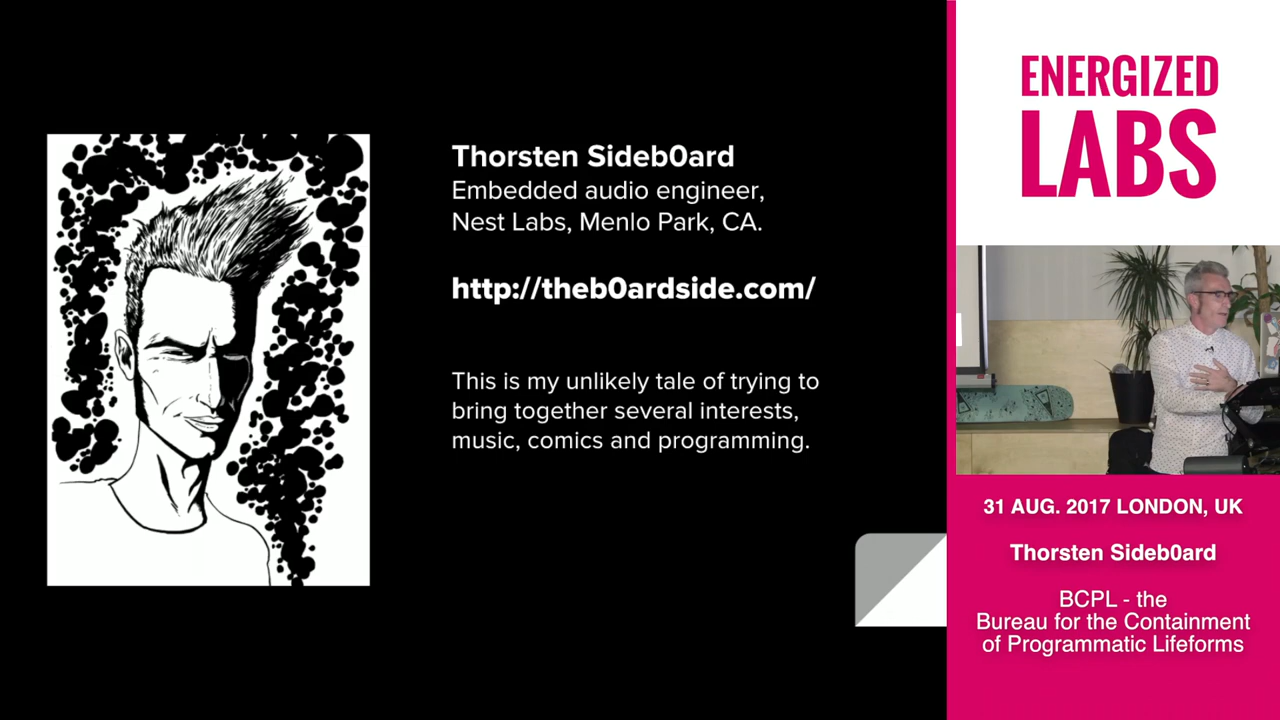 Thorsten Sideb0ard
Embedded audio engineer,
Nest Labs, Menlo Park, CA.
http://theb0ardside.com/
This is my unlikely tale of trying to
bring together several interests,
music, comics and programming.
ENERGIZED
LABS
31 AUG. 2017 LONDON, UK
Thorsten Sideb0ard
BCPL - the
Bureau for the Containment
of Programmatic Lifeforms